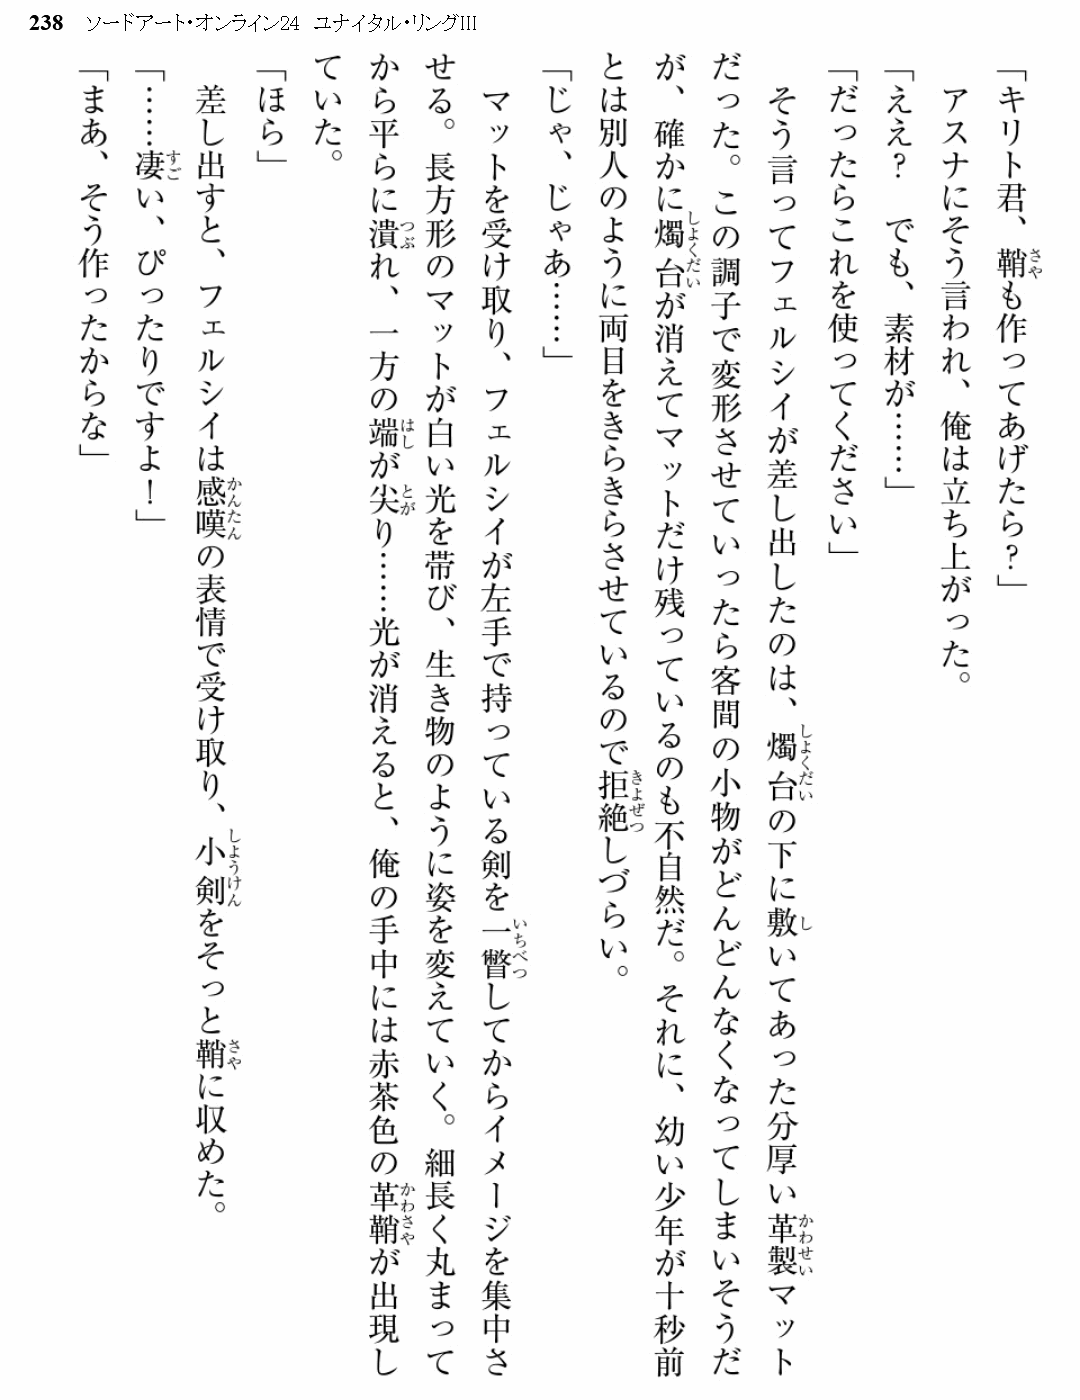 238 ソードアート・オンライン24 ユナイタル・リングIII
「キリト君、鞘も作ってあげたら？」
アスナにそう言われ、俺は立ち上がった。
「ええ？　でも、素材が……」
「だったらこれを使ってください」
そう言ってフェルシイが差し出したのは、燭台の下に敷いてあった分厚い革製マット
だった。この調子で変形させていったら客間の小物がどんどんなくなってしまいそうだ
が、確かに燭台が消えてマットだけ残っているのも不自然だ。それに、幼い少年が十秒前
とは別人のように両目をきらきらさせているので拒絶しづらい。
「じゃ、じゃあ……」
マットを受け取り、フェルシイが左手で持っている剣を一瞥してからイメージを集中さ
せる。長方形のマットが白い光を帯び、生き物のように姿を変えていく。細長く丸まって
から平らに潰れ、一方の端が尖り……光が消えると、俺の手中には赤茶色の革鞘が出現し
ていた。
「ほら」
差し出すと、フェルシイは感嘆の表情で受け取り、小剣をそっと鞘に収めた。
「……凄い、ぴったりですよ！」
「まあ、そう作ったからな」